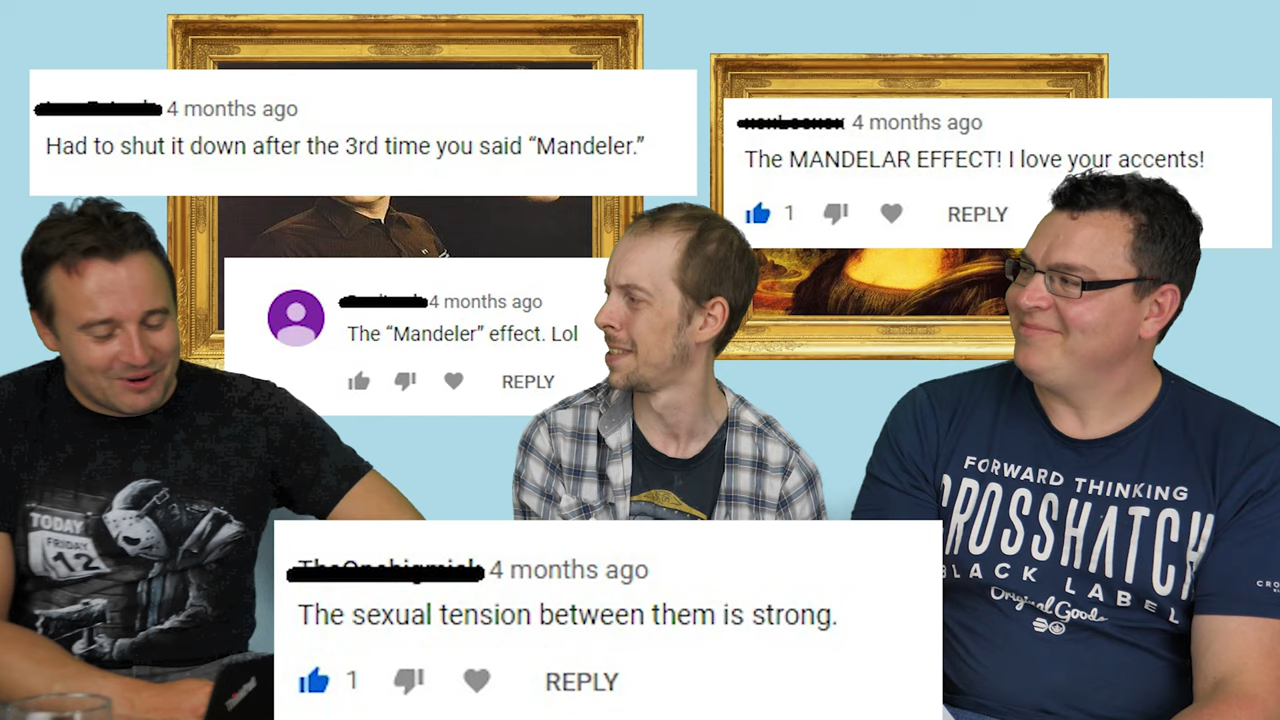 4 months ago
Had to shut it down after the 3rd time you said “Mandeler.”
4 months ago
The MANDELAR EFFECT! I love your accents!
1 REPLY
4 months ago
The “Mandeler” effect. Lol
REPLY
TODAY
FRIDAY
12
FORWARD THINKING
CROSSHATCH
BLACK LABEL
Original Goods
4 months ago
The sexual tension between them is strong.
1 REPLY